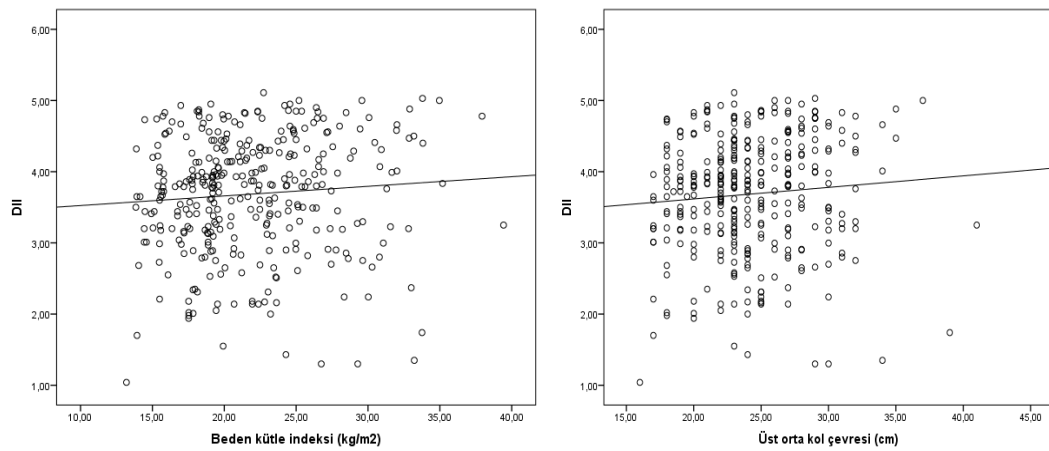 6,00
5,00
4,00
3,00
2,00
1,00
DII
10,00 15,00 20,00 25,00 30,00 35,00 40,00
Beden kütle indeksi (kg/m2)
6,00
5,00
4,00
3,00
2,00
1,00
DII
15,00 20,00 25,00 30,00 35,00 40,00 45,00
Üst orta kol çevresi (cm)